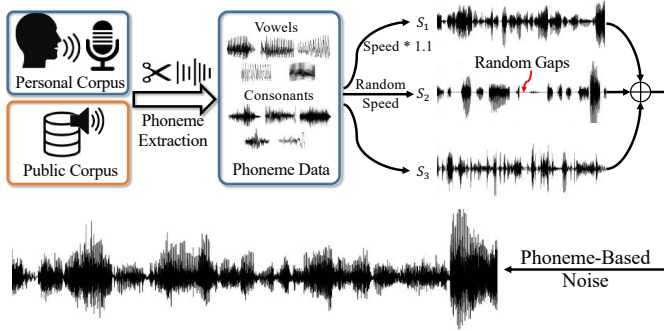 Personal Corpus
Public Corpus
Phoneme
Extraction
Vowels
Consonants
Phoneme Data
Speed * 1.1
Random
Speed
S1
Random Gaps
S2
S3
Phoneme-Based
Noise